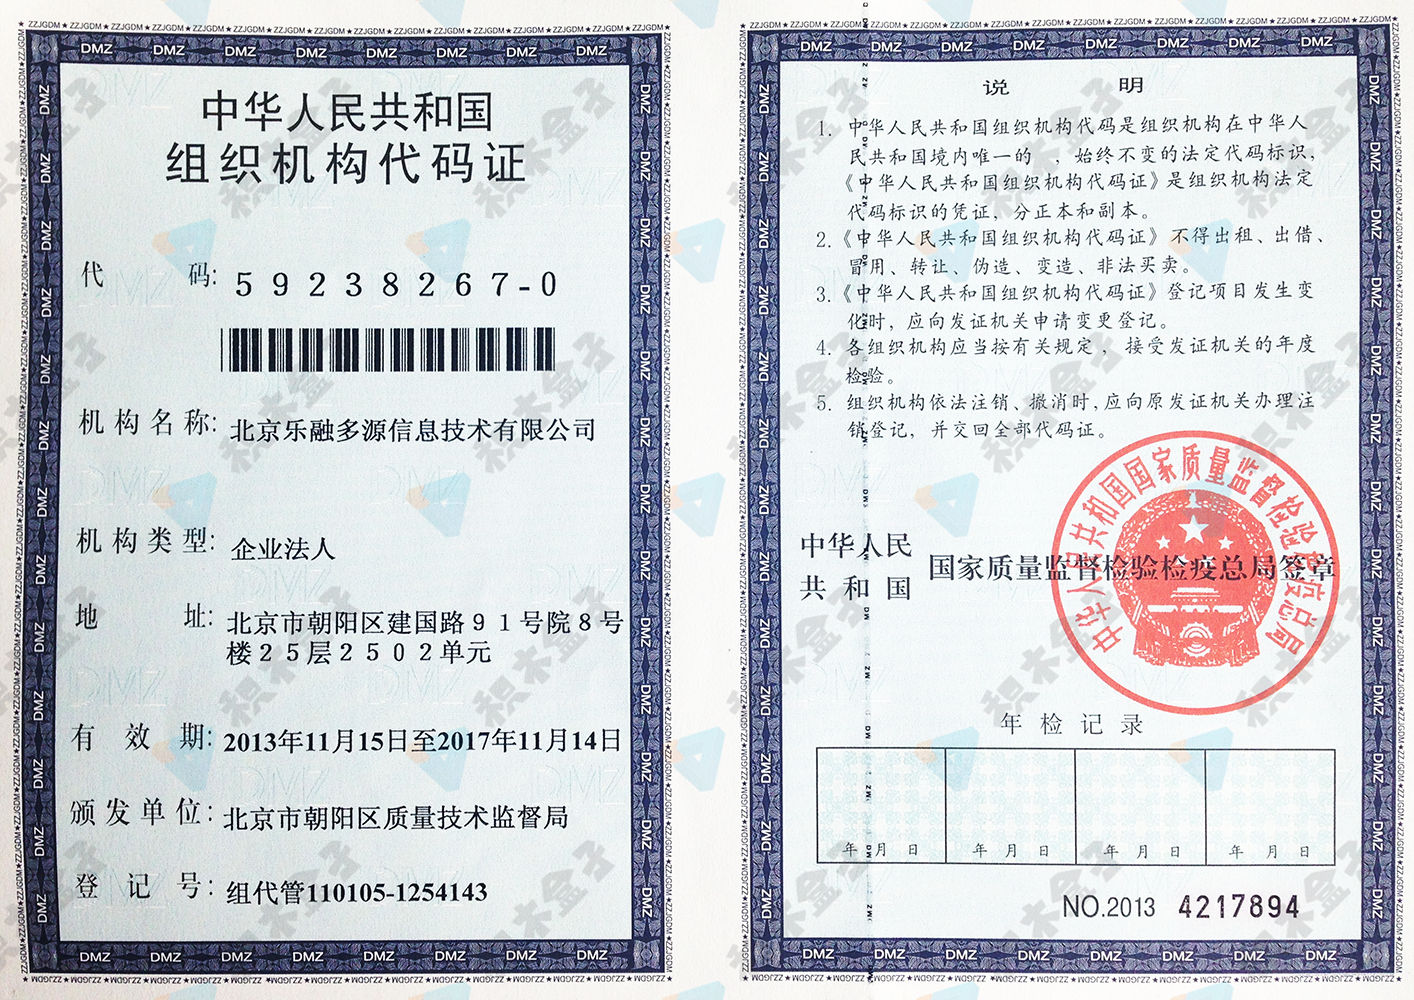 中华人民共和国
组织机构代码证
代 码: 59238267-0
机构名称: 北京乐融多源信息技术有限公司
机构类型: 企业法人
地 址: 北京市朝阳区建国路91号院8号
楼25层2502单元
有 效 期: 2013年11月15日至2017年11月14日
颁发单位: 北京市朝阳区质量技术监督局
登 记 号: 组代管110105-1254143
说 明
1. 中华人民共和国组织机构代码是组织机构在中华人
民共和国境内唯一的 、始终不变的法定代码标识,
《中华人民共和国组织机构代码证》是组织机构法定
代码标识的凭证, 分正本和副本。
2.《中华人民共和国组织机构代码证》不得出租、出借、
冒用、转让、伪造、变造、非法买卖。
3.《中华人民共和国组织机构代码证》登记项目发生变
化时, 应向发证机关申请变更登记。
4. 各组织机构应当按有关规定, 接受发证机关的年度
检验。
5. 组织机构依法注销、撤消时, 应向原发证机关办理注
销登记, 并交回全部代码证。
中华人民
共和国
国家质量监督检验检疫总局签章
中华人民共和国国家质量监督检验检疫总局
年检记录
年 月 日 年 月 日 年 月 日 年 月 日
NO.2013 4217894
积木盒子
DMZ
ZZJGDM